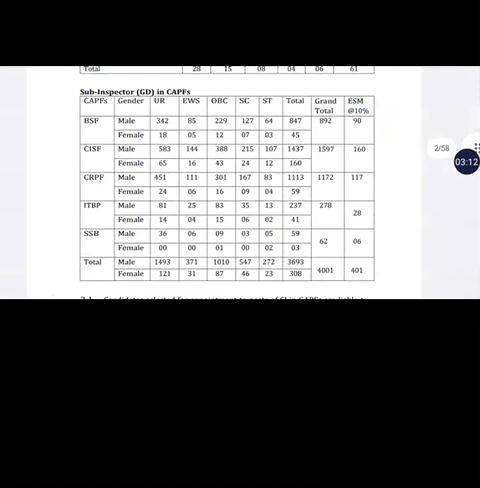 Total 28 15 08 04 06 61
Sub-Inspector (GD) in CAPFs
CAPFs Gender UR EWS OBC SC ST Total Grand Total ESM @10%
BSF Male 342 85 229 127 64 847 892 90
Female 18 05 12 07 03 45
CISF Male 583 144 388 215 107 1437 1597 160
Female 65 16 43 24 12 160
CRPF Male 451 111 301 167 83 1113 1172 117
Female 24 06 16 09 04 59
ITBP Male 81 25 83 35 13 237 278 28
Female 14 04 15 06 02 41
SSB Male 36 06 09 03 05 59 62 06
Female 00 00 01 00 02 03
Total Male 1493 371 1010 547 272 3693 4001 401
Female 121 31 87 46 23 308
2/58
03:12